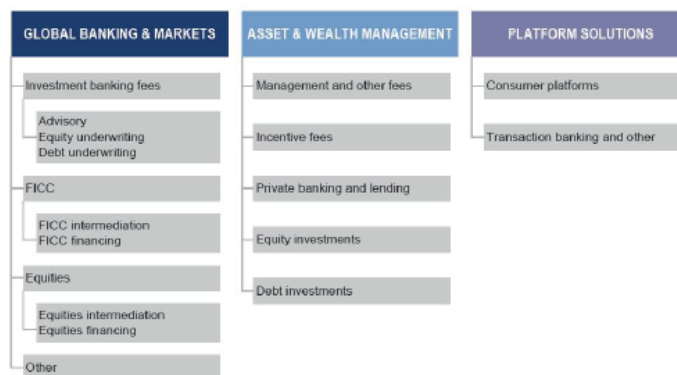 GLOBAL BANKING & MARKETS
Investment banking fees
Advisory
Equity underwriting
Debt underwriting
FICC
FICC intermediation
FICC financing
Equities
Equities intermediation
Equities financing
Other
ASSET & WEALTH MANAGEMENT
Management and other fees
Incentive fees
Private banking and lending
Equity investments
Debt investments
PLATFORM SOLUTIONS
Consumer platforms
Transaction banking and other